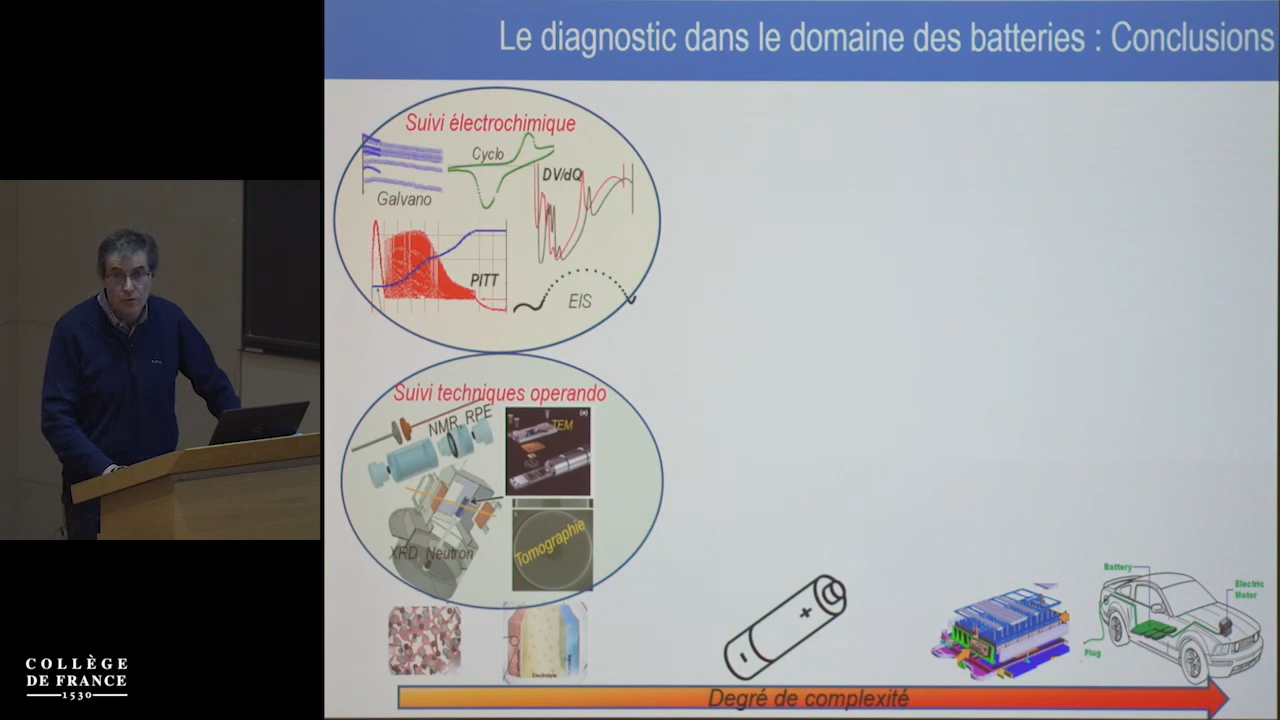 Le diagnostic dans le domaine des batteries : Conclusions
Suivi électrochimique
Cyclo
DV/dQ
Galvano
PITT
EIS
Suivi techniques operando
NMR, RPE
(a)
TEM
Tomographie
XRD Neutron
Electrolyte
+
-
Battery
Electric
Motor
Plug
Degré de complexité
COLLÈGE
DE FRANCE
1530